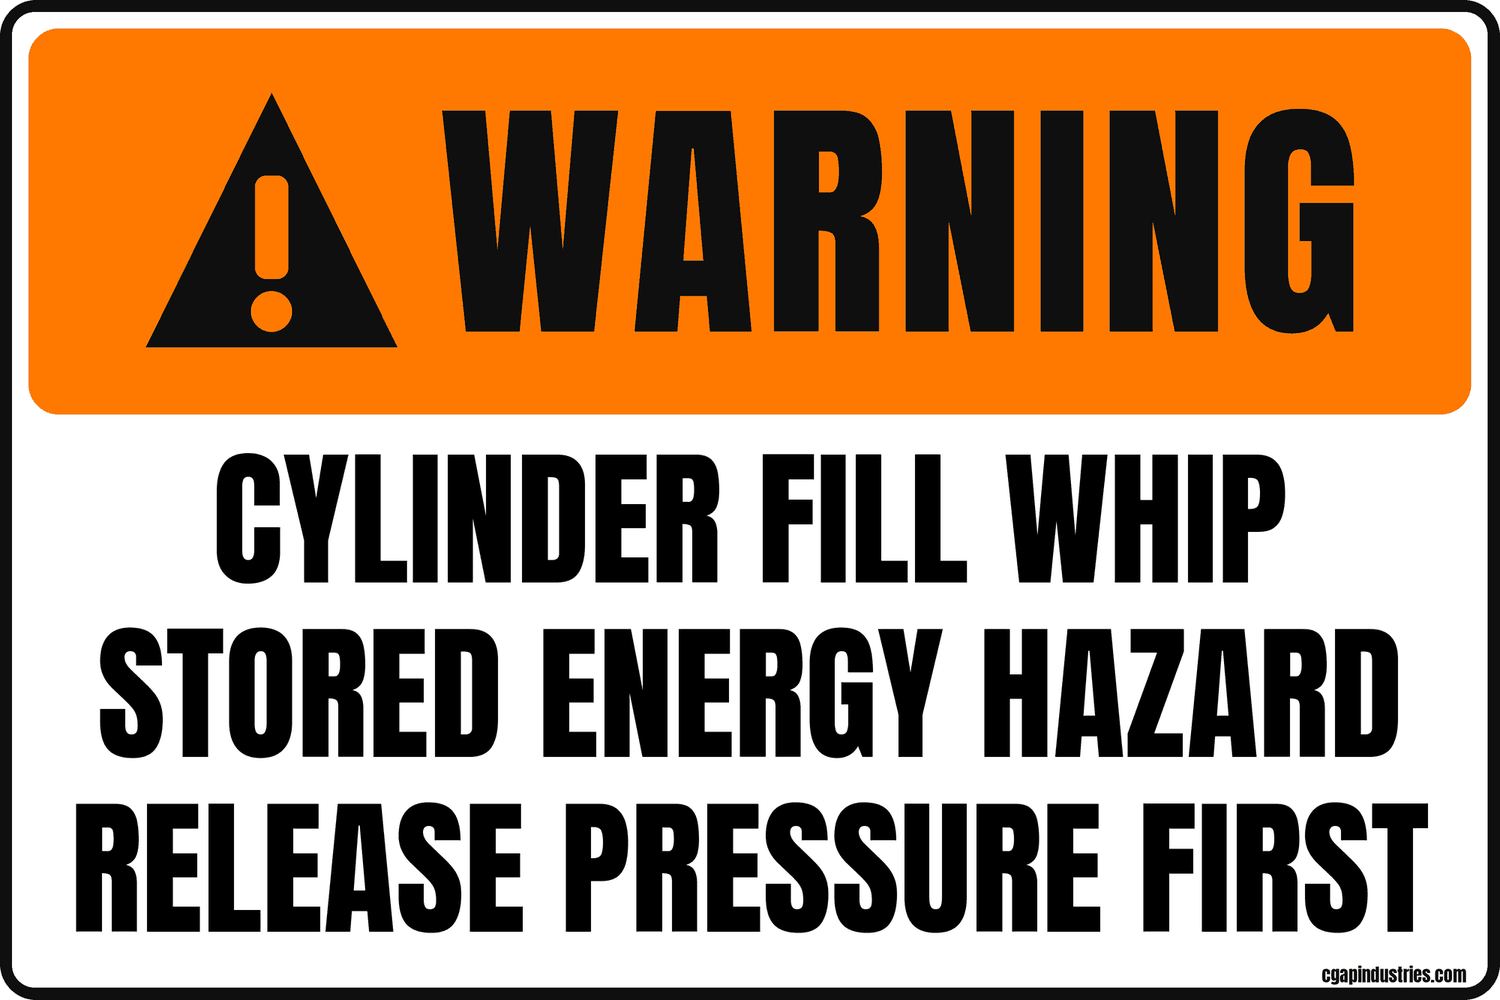 WARNING
CYLINDER FILL WHIP
STORED ENERGY HAZARD
RELEASE PRESSURE FIRST
cgapindustries.com